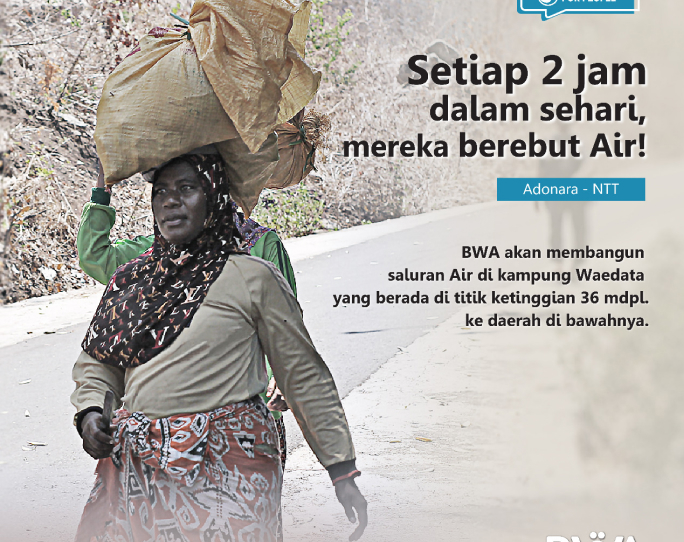 Setiap 2 jam
dalam sehari,
mereka berebut Air!
Adonara - NTT
BWA akan membangun
saluran Air di kampung Waedata
yang berada di titik ketinggian 36 mdpl.
ke daerah di bawahnya.